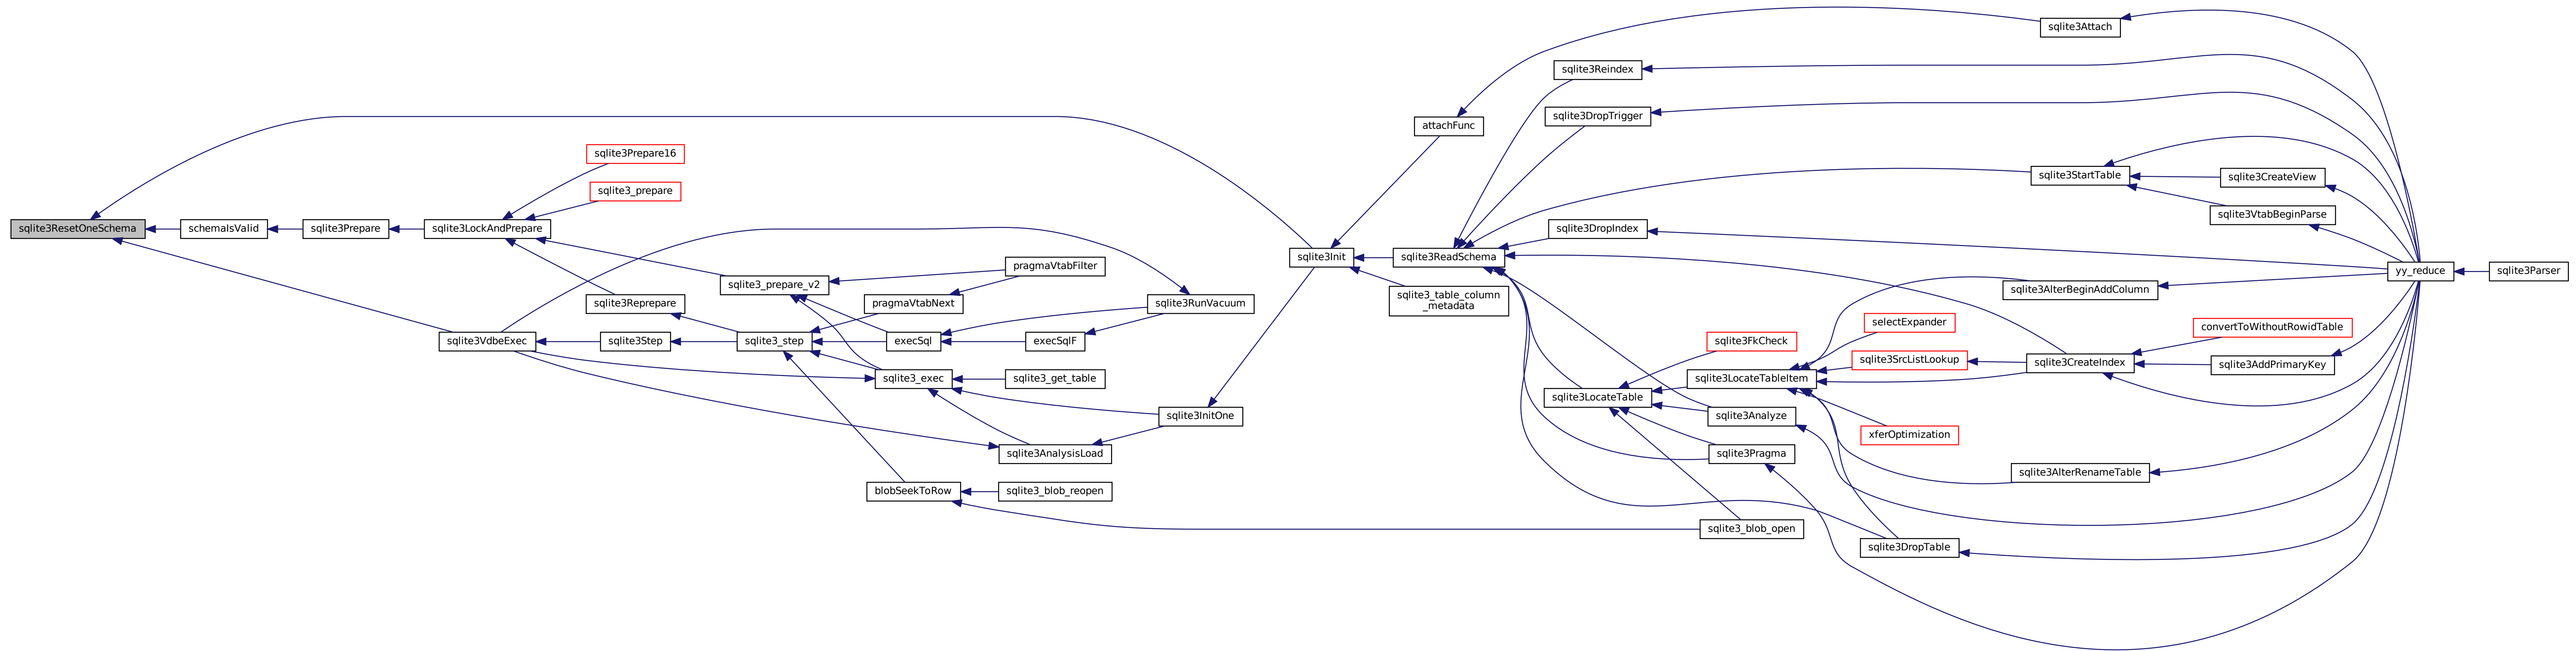 sqlite3ResetOneSchema
schemaIsValid
sqlite3Prepare
sqlite3LockAndPrepare
sqlite3VdbeExec
sqlite3Prepare16
sqlite3_prepare
sqlite3Reprepare
sqlite3Step
sqlite3_prepare_v2
sqlite3_step
pragmaVtabNext
execSql
sqlite3_exec
blobSeekToRow
pragmaVtabFilter
execSqlF
sqlite3_get_table
sqlite3AnalysisLoad
sqlite3_blob_reopen
sqlite3RunVacuum
sqlite3InitOne
sqlite3Init
attachFunc
sqlite3ReadSchema
sqlite3_table_column
_metadata
sqlite3Reindex
sqlite3DropTrigger
sqlite3DropIndex
sqlite3LocateTable
sqlite3FkCheck
sqlite3LocateTableItem
sqlite3Analyze
sqlite3Pragma
sqlite3_blob_open
selectExpander
sqlite3SrcListLookup
xferOptimization
sqlite3DropTable
sqlite3Attach
sqlite3StartTable
sqlite3AlterBeginAddColumn
sqlite3CreateIndex
sqlite3AlterRenameTable
sqlite3CreateView
sqlite3VtabBeginParse
convertToWithoutRowidTable
sqlite3AddPrimaryKey
yy_reduce
sqlite3Parser